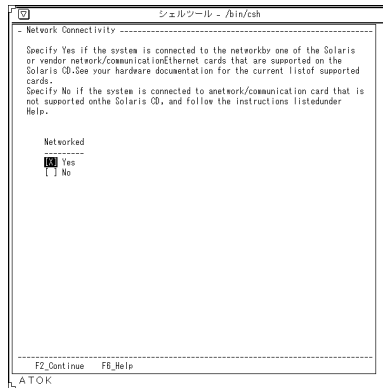 シェルツール - /bin/csh
- Network Connectivity ----------------------------------------------------
Specify Yes if the system is connected to the networkby one of the Solaris
or vendor network/communicationEthernet cards that are supported on the
Solaris CD.See your hardware documentation for the current listof supported
cards.
Specify No if the system is connected to anetwork/communication card that is
not supported onthe Solaris CD, and follow the instructions listedunder
Help.
Networked
---------
[X] Yes
[ ] No
--------------------------------------------------------------------------
F2_Continue F6_Help
ATOK